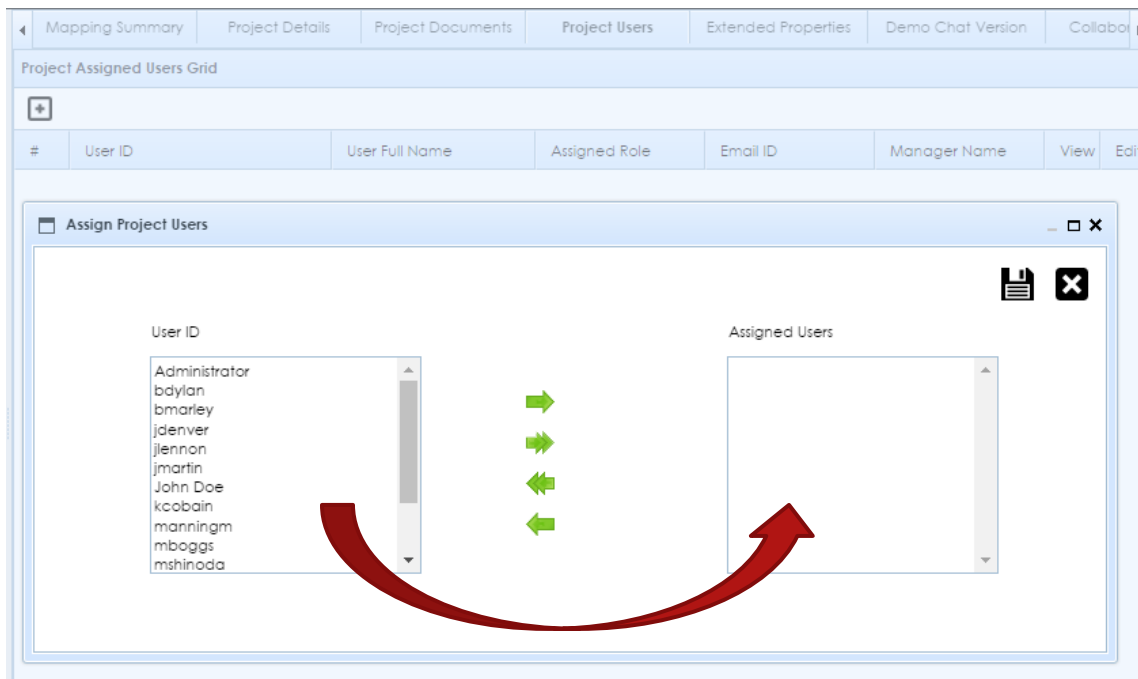 Mapping Summary Project Details Project Documents Project Users Extended Properties Demo Chat Version
Project Assigned Users Grid
# User ID User Full Name Assigned Role Email ID Manager Name View
Assign Project Users
User ID Assigned Users
Administrator
bdylan
bmarley
jdenver
jlennon
jmartin
John Doe
kcobain
manningm
mboggs
mshinoda